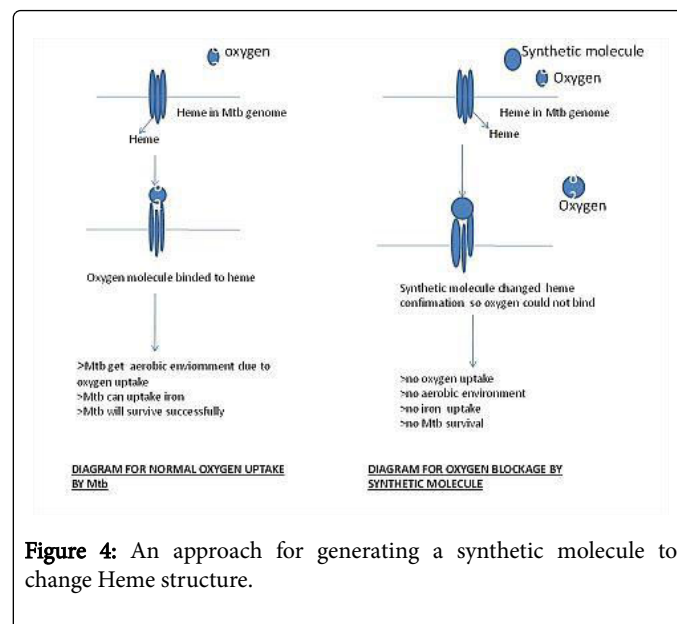 oxygen
Heme in Mtb genome
Heme
Oxygen molecule binded to heme
>Mtb get aerobic enviornment due to
oxygen uptake
>Mtb can uptake iron
>Mtb will survive successfully
DIAGRAM FOR NORMAL OXYGEN UPTAKE
BY Mtb
Synthetic molecule
Oxygen
Heme in Mtb genome
Heme
Oxygen
Synthetic molecule changed heme
confirmation so oxygen could not bind
>no oxygen uptake
>no aerobic environment
>no iron uptake
>no Mtb survival
DIAGRAM FOR OXYGEN BLOCKAGE BY
SYNTHETIC MOLECULE
Figure 4: An approach for generating a synthetic molecule to
change Heme structure.